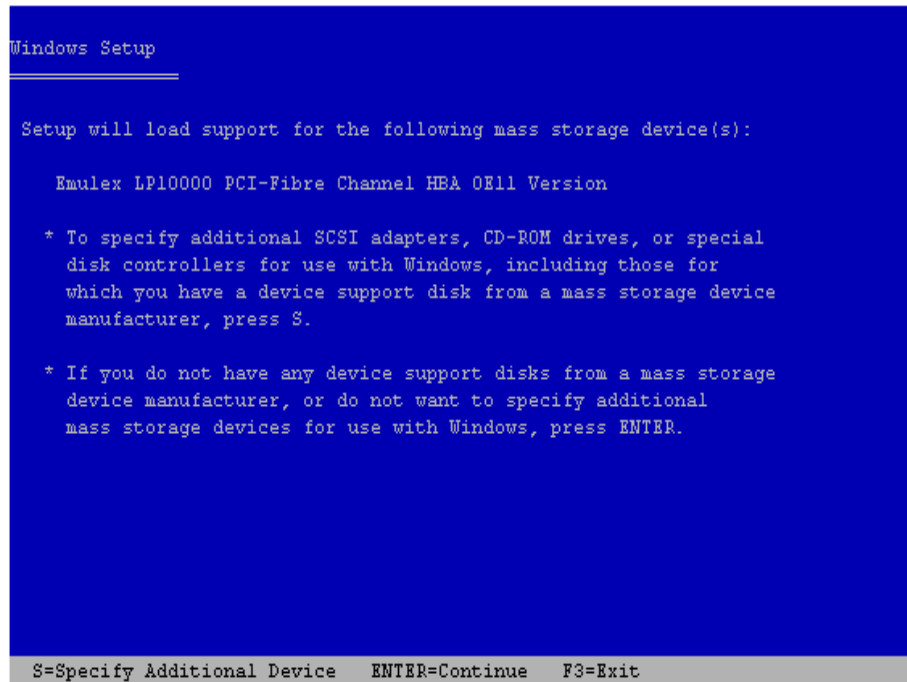 Windows Setup
Setup will load support for the following mass storage device(s):
Emulex LP10000 PCI-Fibre Channel HBA OE11 Version
* To specify additional SCSI adapters, CD-ROM drives, or special
disk controllers for use with Windows, including those for
which you have a device support disk from a mass storage device
manufacturer, press S.
* If you do not have any device support disks from a mass storage
device manufacturer, or do not want to specify additional
mass storage devices for use with Windows, press ENTER.
S=Specify Additional Device ENTER=Continue F3=Exit